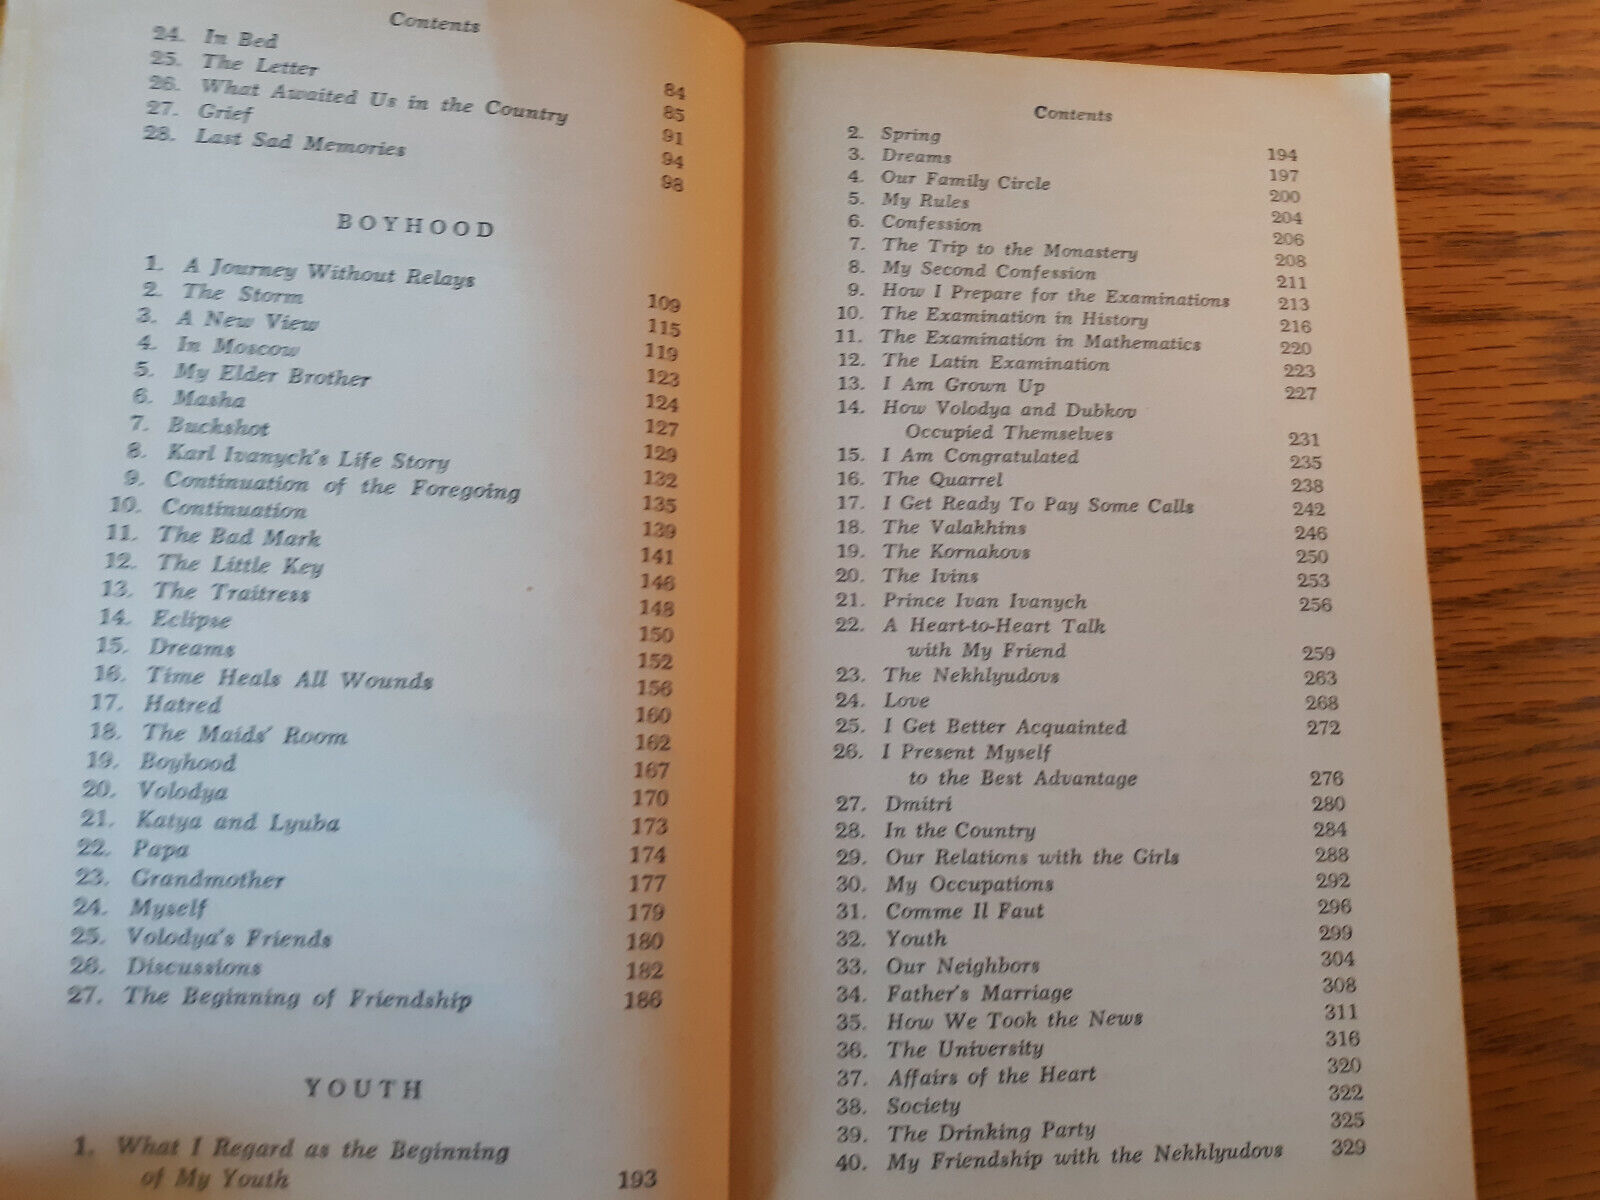 Contents
24. In Bed 84
25. The Letter 85
26. What Awaited Us in the Country 91
27. Grief 94
28. Last Sad Memories 98
BOYHOOD
1. A Journey Without Relays 109
2. The Storm 115
3. A New View 119
4. In Moscow 123
5. My Elder Brother 124
6. Masha 127
7. Buckshot 129
8. Karl Ivanych's Life Story 132
9. Continuation of the Foregoing 135
10. Continuation 139
11. The Bad Mark 141
12. The Little Key 146
13. The Traitress 148
14. Eclipse 150
15. Dreams 152
16. Time Heals All Wounds 156
17. Hatred 160
18. The Maids' Room 162
19. Boyhood 167
20. Volodya 170
21. Katya and Lyuba 173
22. Papa 174
23. Grandmother 177
24. Myself 179
25. Volodya's Friends 180
26. Discussions 182
27. The Beginning of Friendship 186
YOUTH
1. What I Regard as the Beginning
of My Youth 193
Contents
2. Spring 194
3. Dreams 197
4. Our Family Circle 200
5. My Rules 204
6. Confession 206
7. The Trip to the Monastery 208
8. My Second Confession 211
9. How I Prepare for the Examinations 213
10. The Examination in History 216
11. The Examination in Mathematics 220
12. The Latin Examination 223
13. I Am Grown Up 227
14. How Volodya and Dubkov
Occupied Themselves 231
15. I Am Congratulated 235
16. The Quarrel 238
17. I Get Ready To Pay Some Calls 242
18. The Valakhins 246
19. The Kornakovs 250
20. The Ivins 253
21. Prince Ivan Ivanych 256
22. A Heart-to-Heart Talk
with My Friend 259
23. The Nekhlyudovs 263
24. Love 268
25. I Get Better Acquainted 272
26. I Present Myself
to the Best Advantage 276
27. Dmitri 280
28. In the Country 284
29. Our Relations with the Girls 288
30. My Occupations 292
31. Comme Il Faut 296
32. Youth 299
33. Our Neighbors 304
34. Father's Marriage 308
35. How We Took the News 311
36. The University 316
37. Affairs of the Heart 320
38. Society 322
39. The Drinking Party 325
40. My Friendship with the Nekhlyudovs 329